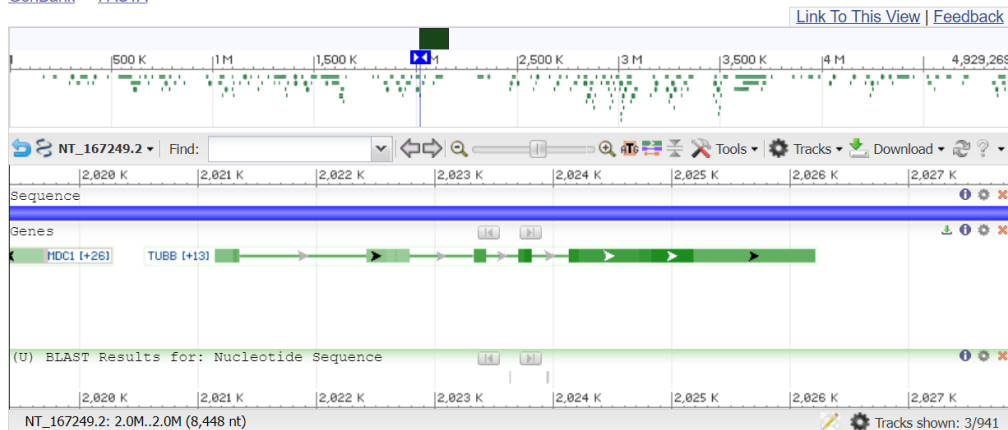 GenBank FASTA
Link To This View | Feedback
500 K 1 M 1,500 K M 2,500 K 3 M 3,500 K 4 M 4,929,269
NT_167249.2 Find: ATG Tools Tracks Download ?
2,020 K 2,021 K 2,022 K 2,023 K 2,024 K 2,025 K 2,026 K 2,027 K
Sequence
Genes
MDC1 [+26] TUBB [+13]
(U) BLAST Results for: Nucleotide Sequence
2,020 K 2,021 K 2,022 K 2,023 K 2,024 K 2,025 K 2,026 K 2,027 K
NT_167249.2: 2.0M..2.0M (8,448 nt) Tracks shown: 3/941